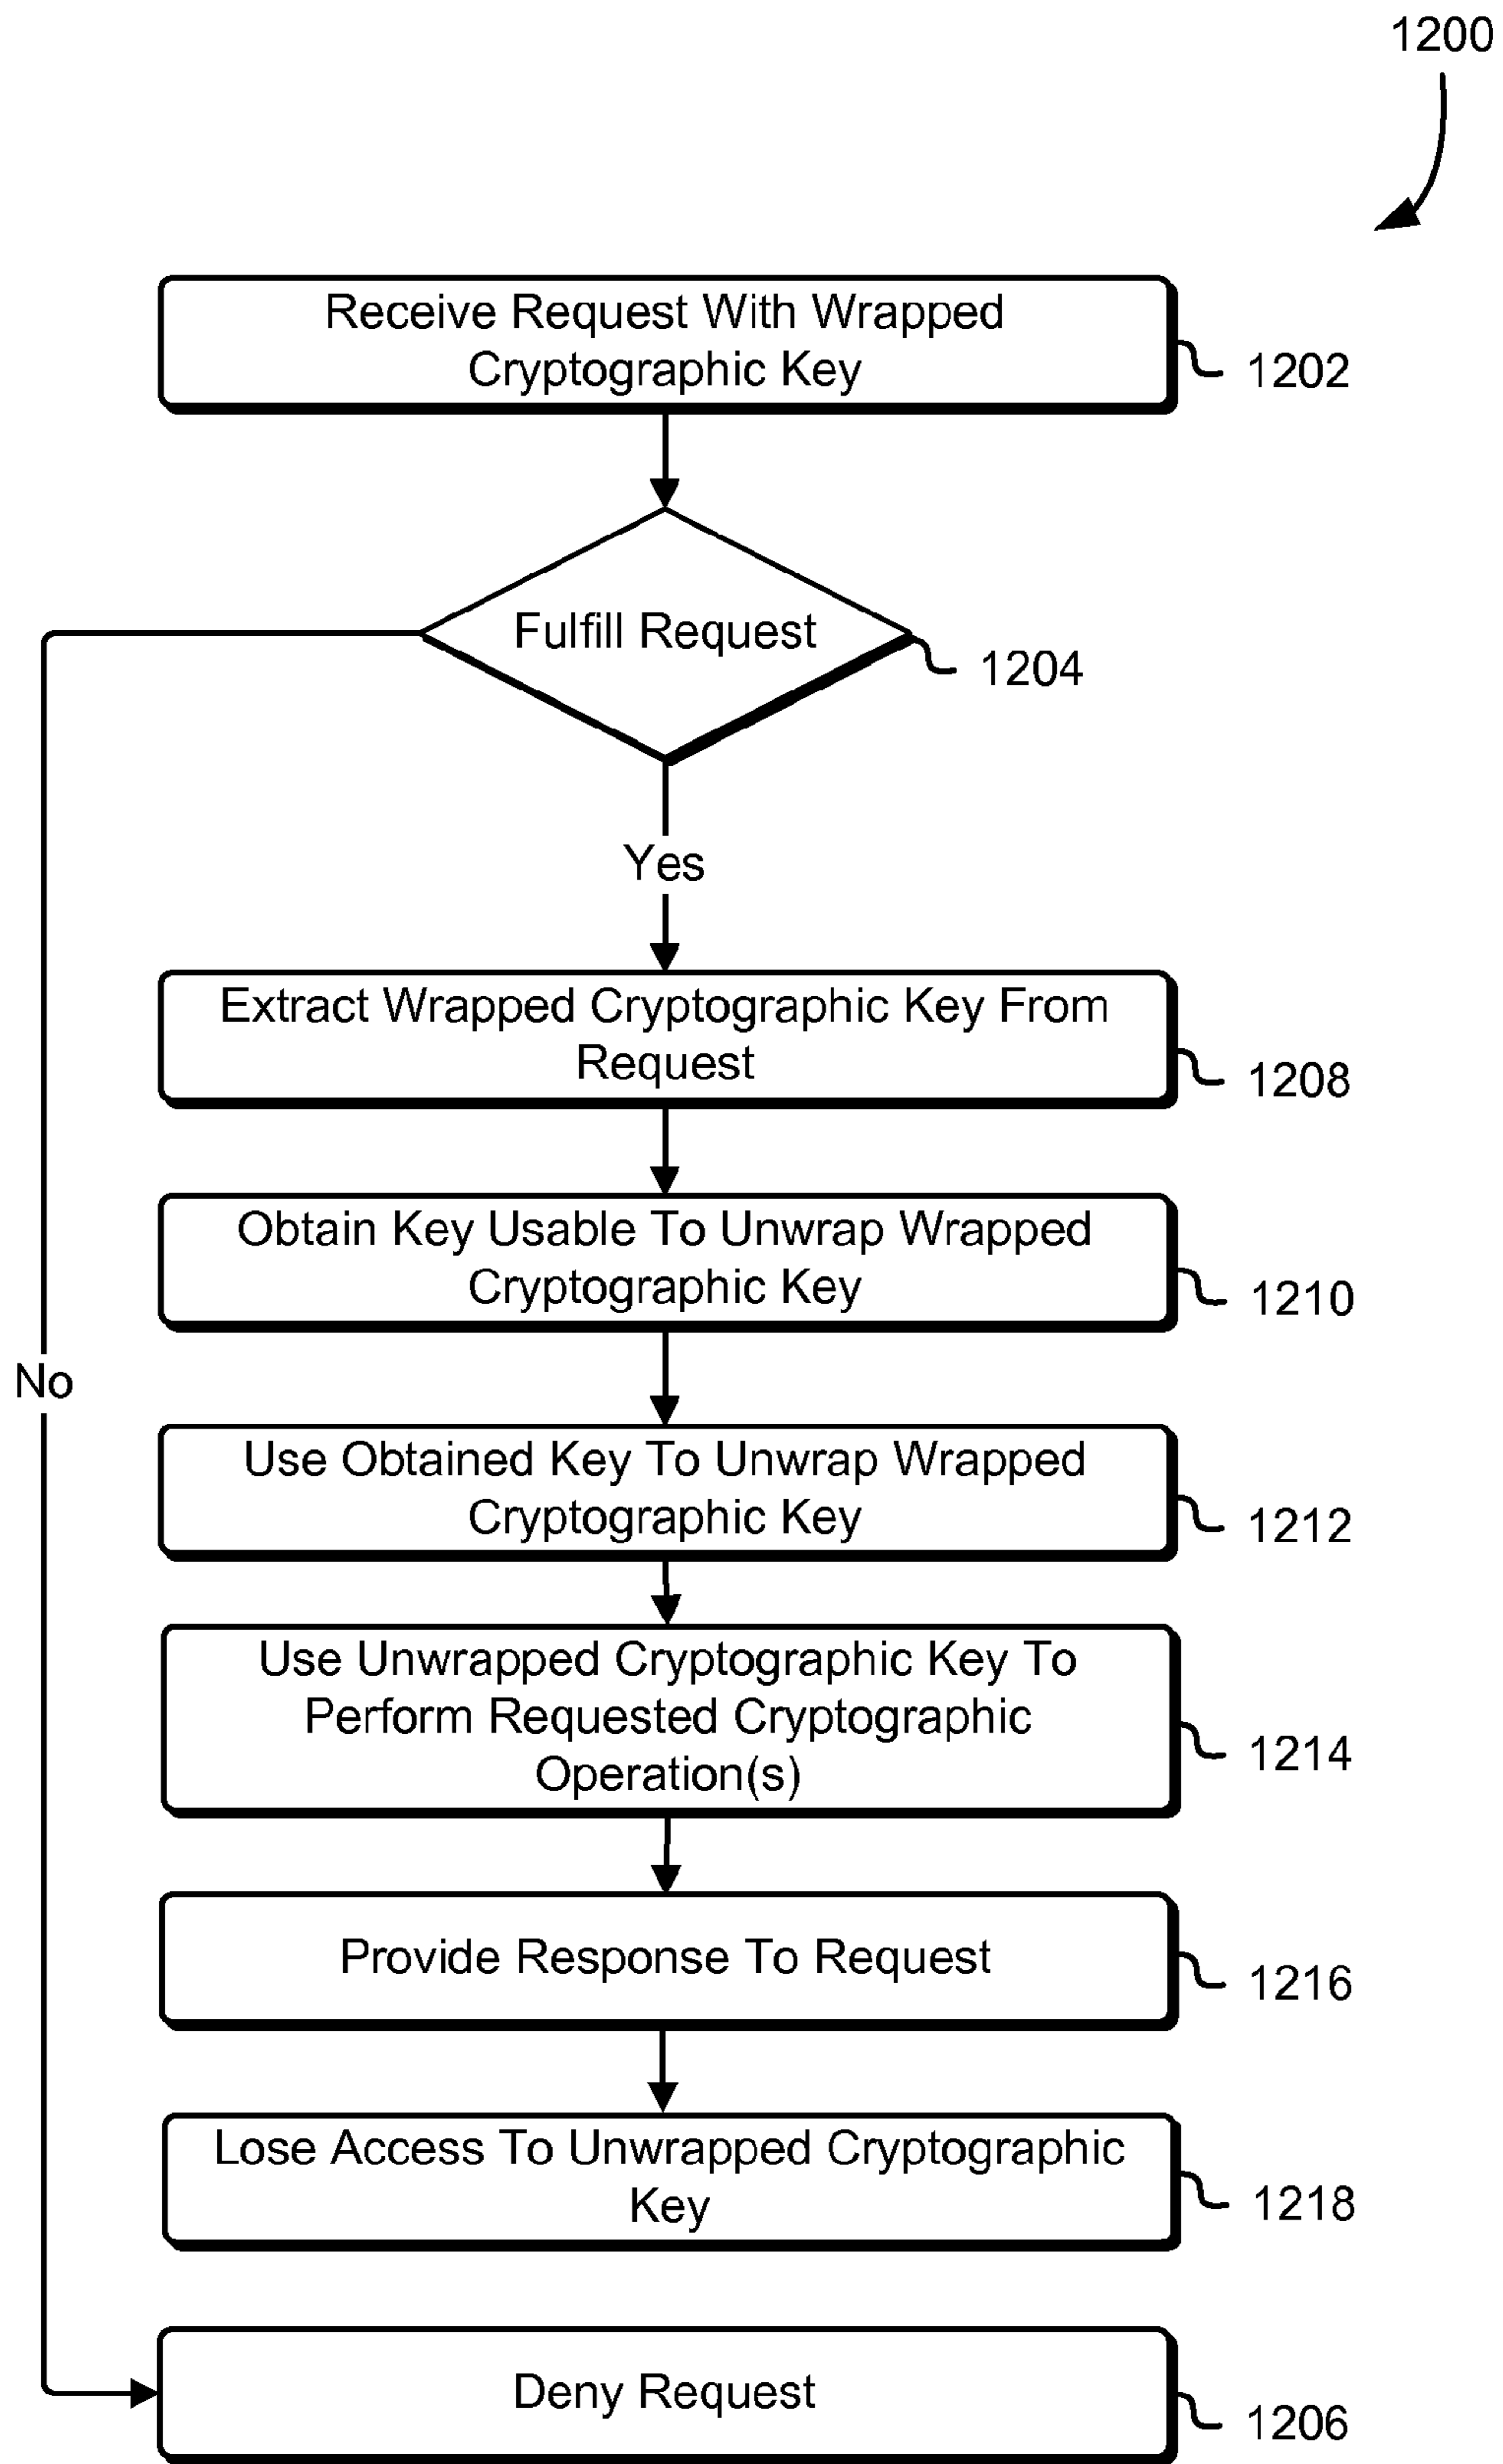 1200
Receive Request With Wrapped
Cryptographic Key
1202
Fulfill Request
1204
Yes
Extract Wrapped Cryptographic Key From
Request
1208
Obtain Key Usable To Unwrap Wrapped
Cryptographic Key
1210
No
Use Obtained Key To Unwrap Wrapped
Cryptographic Key
1212
Use Unwrapped Cryptographic Key To
Perform Requested Cryptographic
Operation(s)
1214
Provide Response To Request
1216
Lose Access To Unwrapped Cryptographic
Key
1218
Deny Request
1206